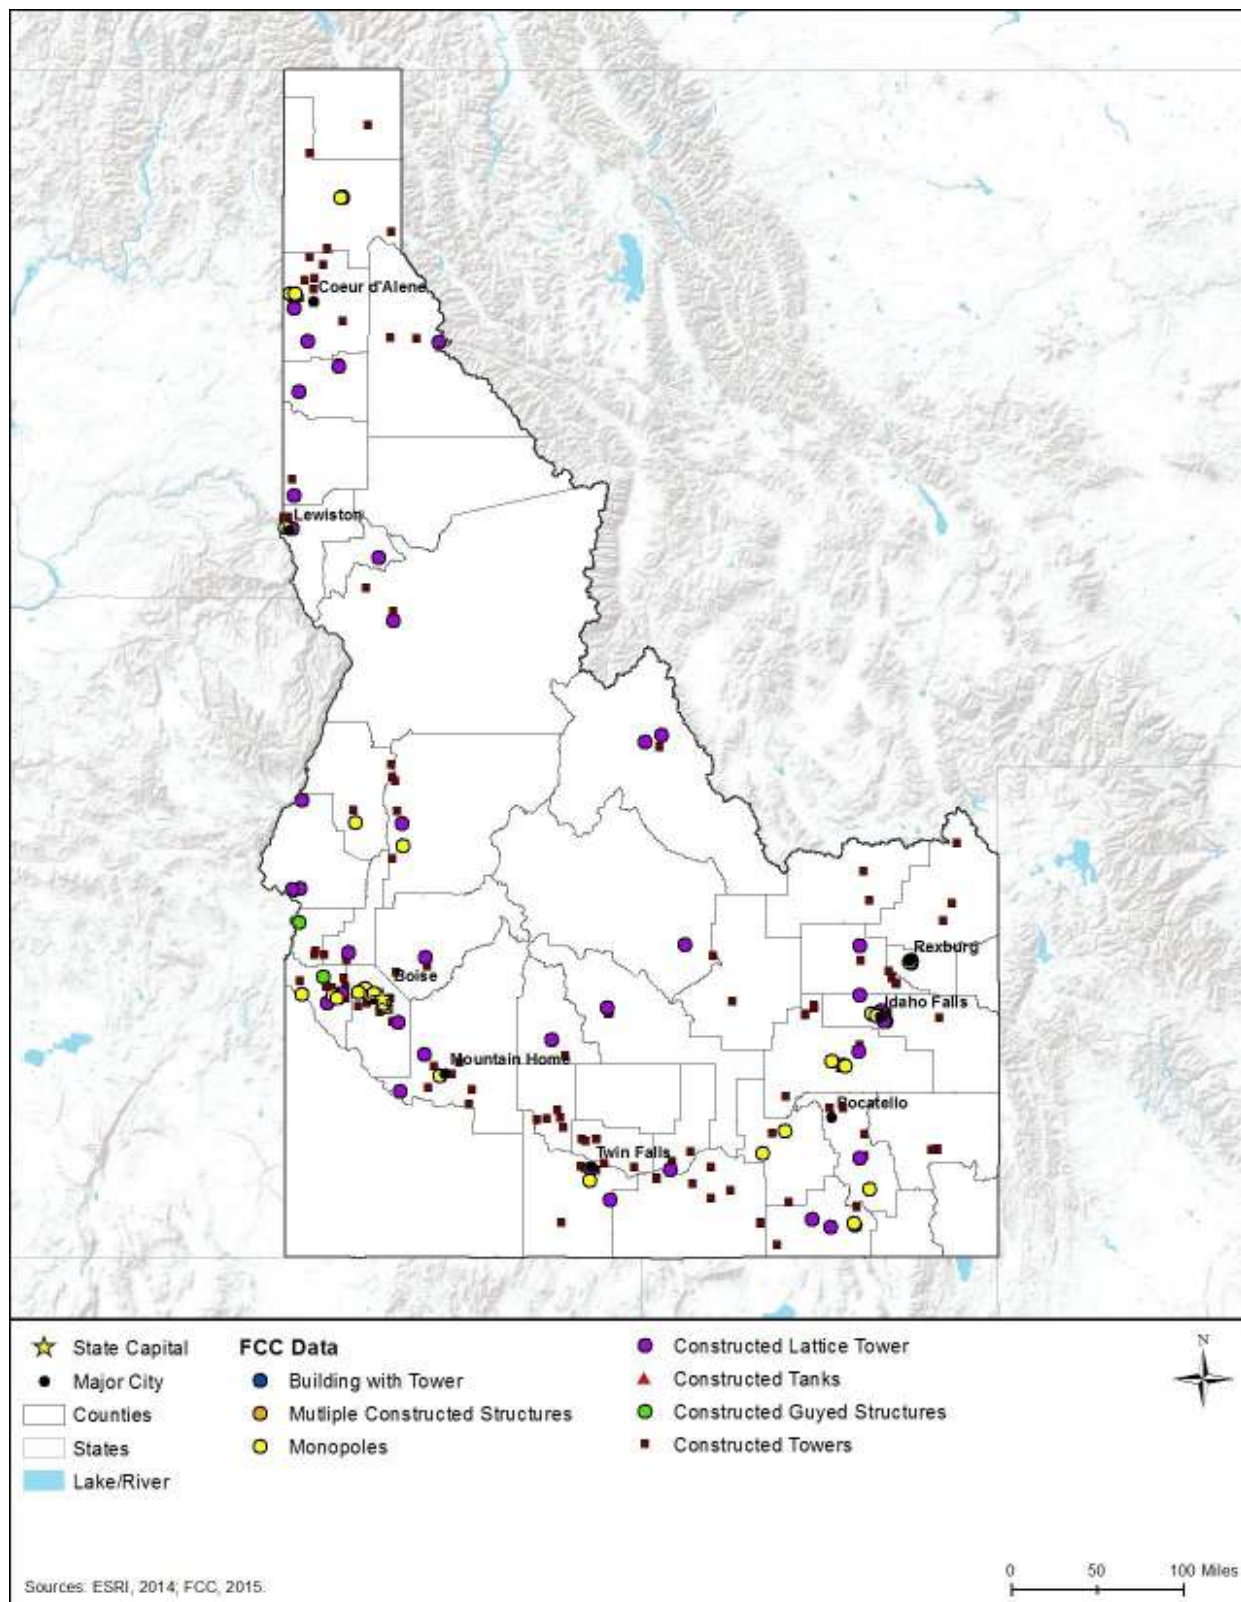 Coeur d'Alene
Lewiston
Rexburg
Boise
Idaho Falls
Mountain Home
Pocatello
Twin Falls
State Capital
Major City
Counties
States
Lake/River
FCC Data
Building with Tower
Mutliple Constructed Structures
Monopoles
Constructed Lattice Tower
Constructed Tanks
Constructed Guyed Structures
Constructed Towers
N
0 50 100 Miles
Sources: ESRI, 2014; FCC, 2015.